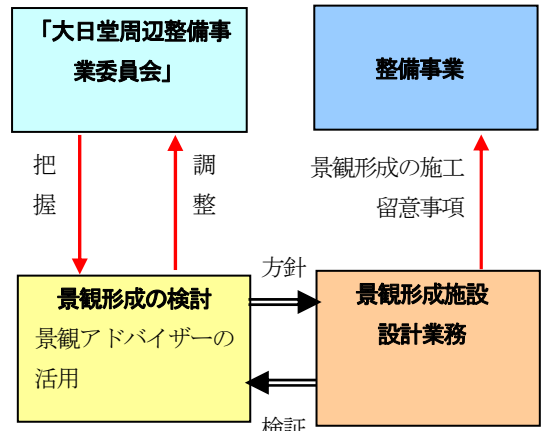 「大日堂周辺整備事
業委員会」
整備事業
把握
調整
景観形成の施工
留意事項
方針
景観形成の検討
景観アドバイザーの
活用
景観形成施設
設計業務
検証